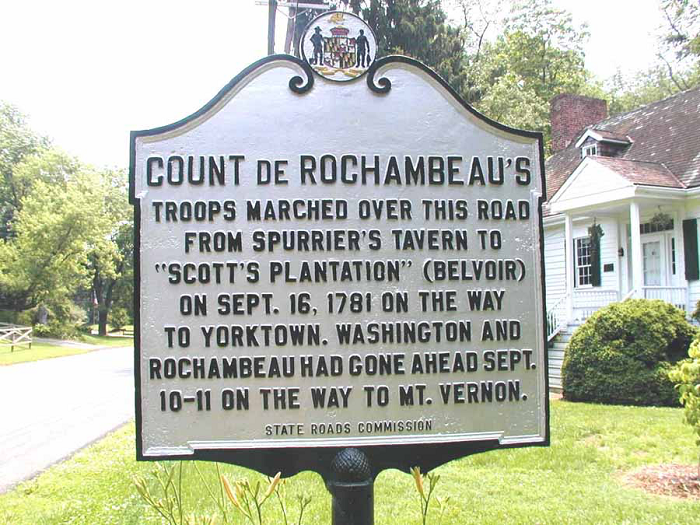 COUNT DE ROCHAMBEAU'S
TROOPS MARCHED OVER THIS ROAD
FROM SPURRIER'S TAVERN TO
"SCOTT'S PLANTATION" (BELVOIR)
ON SEPT. 16, 1781 ON THE WAY
TO YORKTOWN. WASHINGTON AND
ROCHAMBEAU HAD GONE AHEAD SEPT.
10-11 ON THE WAY TO MT. VERNON.
STATE ROADS COMMISSION